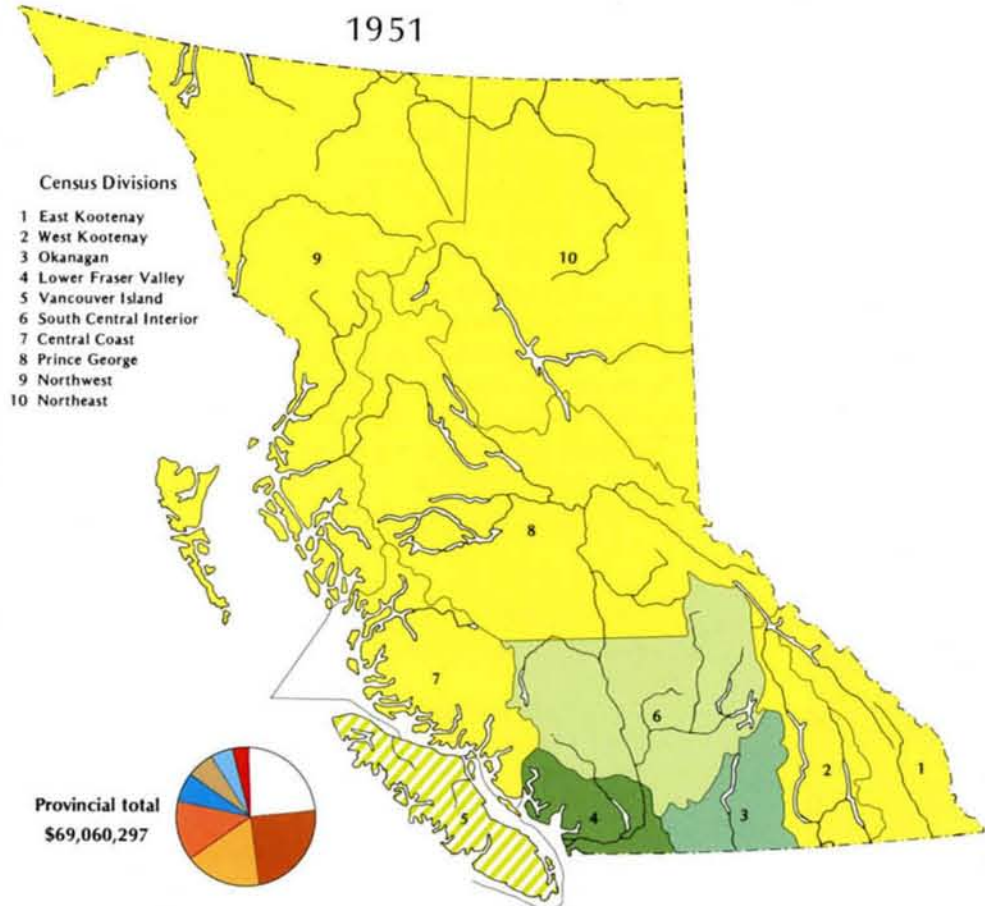 1951
Census Divisions
1 East Kootenay
2 West Kootenay
3 Okanagan
4 Lower Fraser Valley
5 Vancouver Island
6 South Central Interior
7 Central Coast
8 Prince George
9 Northwest
10 Northeast
9
10
8
7
6
5
4
3
2
1
Provincial total
$69,060,297